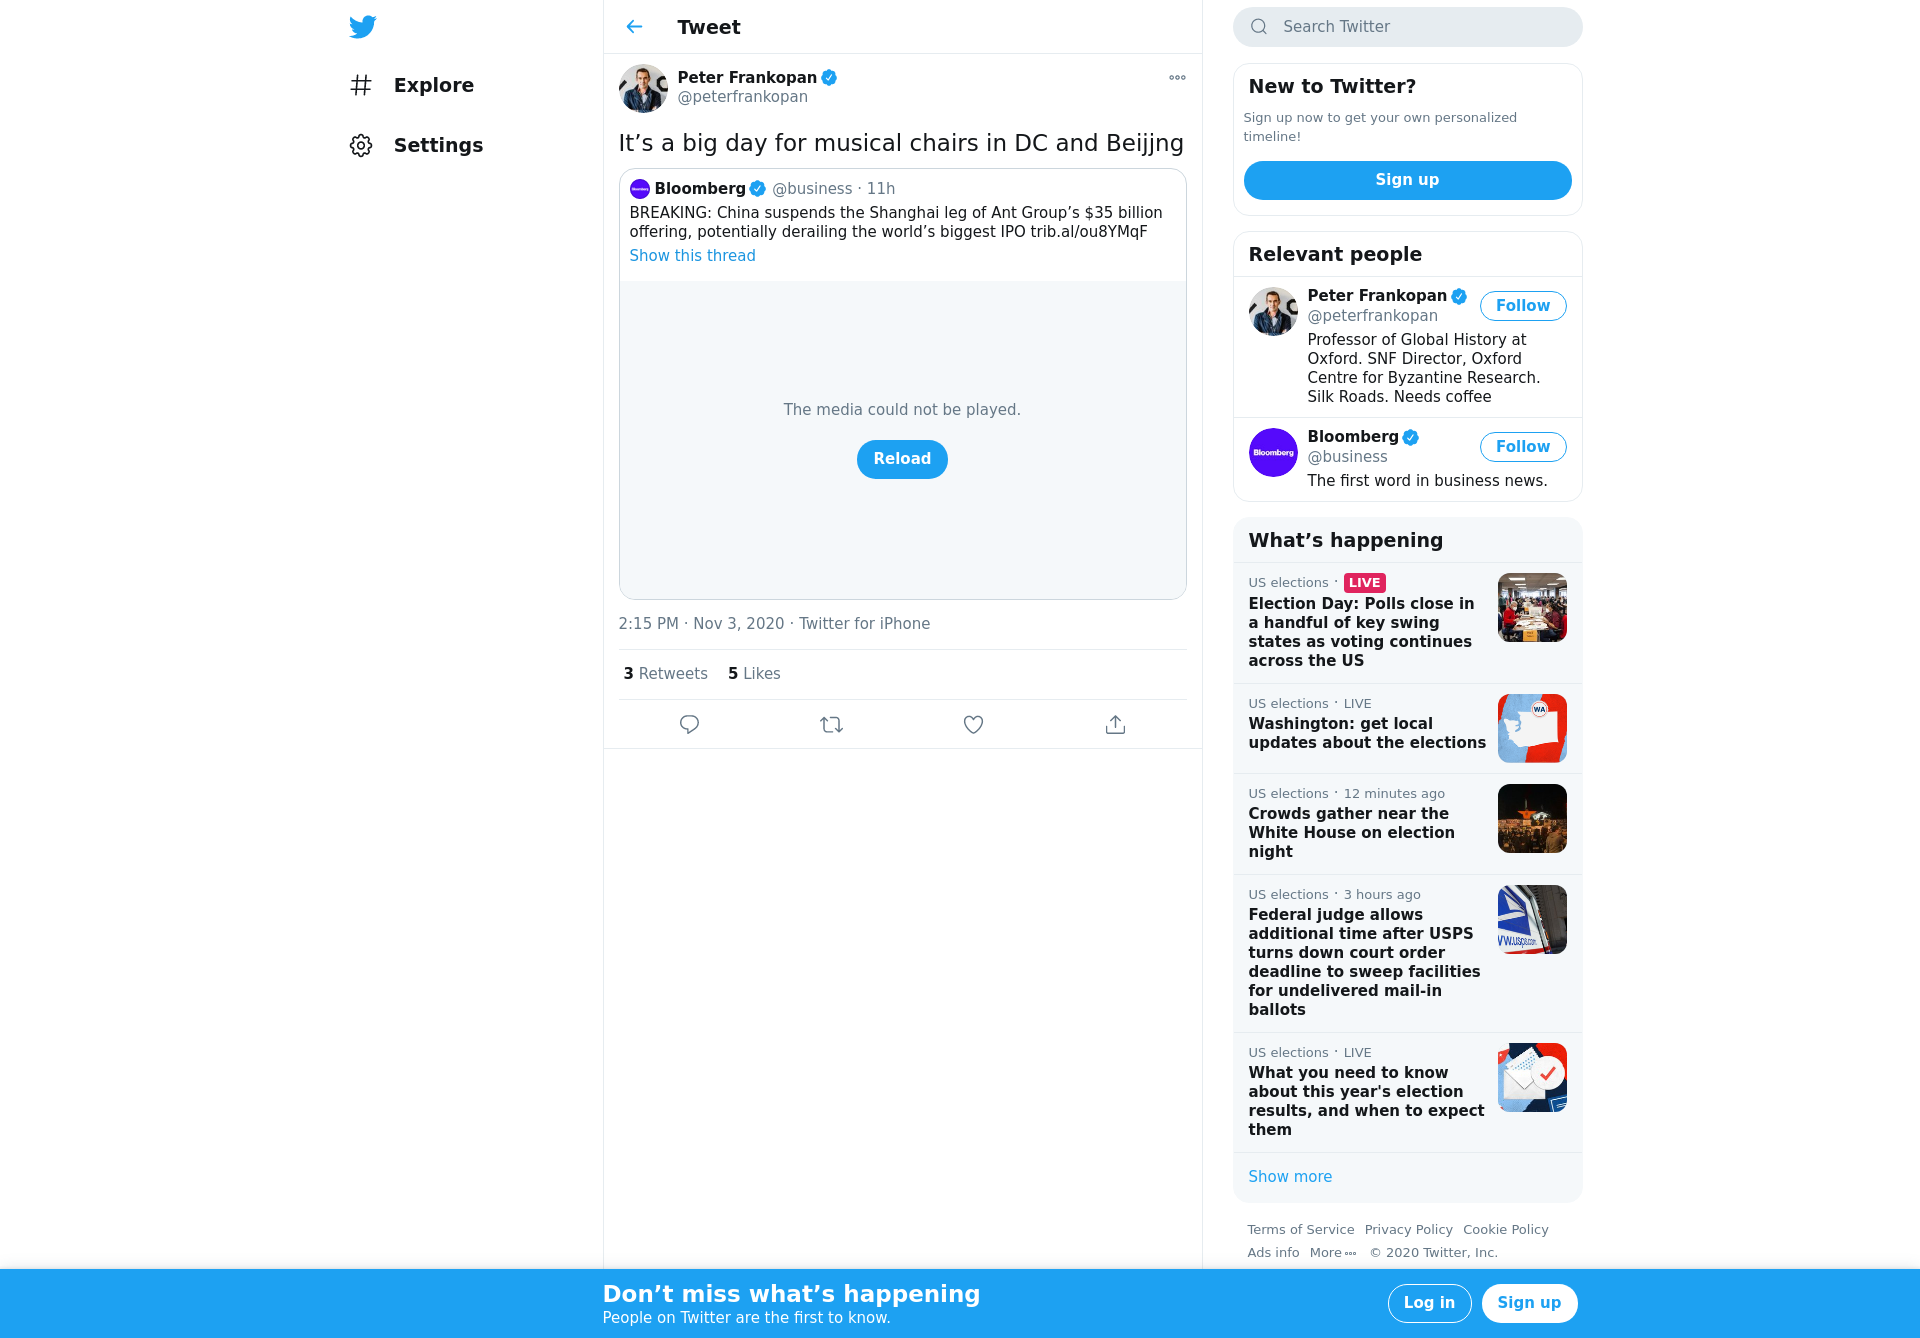 Explore
Settings
Tweet
Peter Frankopan
@peterfrankopan
It’s a big day for musical chairs in DC and Beijjng
Bloomberg @business · 11h
BREAKING: China suspends the Shanghai leg of Ant Group’s $35 billion
offering, potentially derailing the world’s biggest IPO trib.al/ou8YMqF
Show this thread
The media could not be played.
Reload
2:15 PM · Nov 3, 2020 · Twitter for iPhone
3 Retweets 5 Likes
Search Twitter
New to Twitter?
Sign up now to get your own personalized
timeline!
Sign up
Relevant people
Peter Frankopan
@peterfrankopan
Follow
Professor of Global History at
Oxford. SNF Director, Oxford
Centre for Byzantine Research.
Silk Roads. Needs coffee
Bloomberg
Bloomberg
@business
Follow
The first word in business news.
What’s happening
US elections · LIVE
Election Day: Polls close in
a handful of key swing
states as voting continues
across the US
US elections · LIVE
Washington: get local
updates about the elections
WA
US elections · 12 minutes ago
Crowds gather near the
White House on election
night
US elections · 3 hours ago
Federal judge allows
additional time after USPS
turns down court order
deadline to sweep facilities
for undelivered mail-in
ballots
US elections · LIVE
What you need to know
about this year's election
results, and when to expect
them
Show more
Terms of Service Privacy Policy Cookie Policy
Ads info More © 2020 Twitter, Inc.
Don’t miss what’s happening
People on Twitter are the first to know.
Log in
Sign up